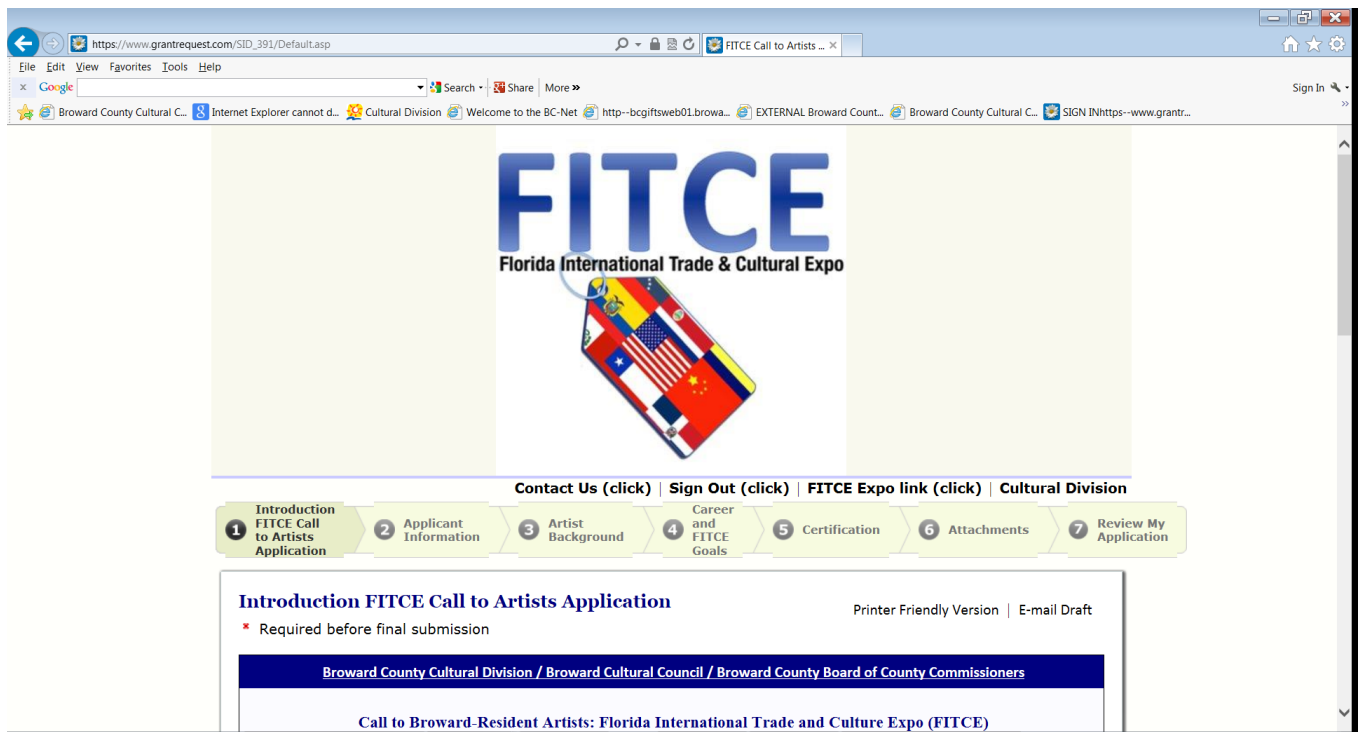 https://www.grantrequest.com/SID_391/Default.asp
FITCE Call to Artists ...
File Edit View Favorites Tools Help
x Google Search Share More »
Sign In
Broward County Cultural C... Internet Explorer cannot d... Cultural Division Welcome to the BC-Net http--bcgiftsweb01.browa... EXTERNAL Broward Count... Broward County Cultural C... SIGN INhttps--www.grantr...
FITCE
Florida International Trade & Cultural Expo
Contact Us (click) | Sign Out (click) | FITCE Expo link (click) | Cultural Division
1 Introduction FITCE Call to Artists Application
2 Applicant Information
3 Artist Background
4 Career and FITCE Goals
5 Certification
6 Attachments
7 Review My Application
Introduction FITCE Call to Artists Application
Printer Friendly Version | E-mail Draft
* Required before final submission
Broward County Cultural Division / Broward Cultural Council / Broward County Board of County Commissioners
Call to Broward-Resident Artists: Florida International Trade and Culture Expo (FITCE)